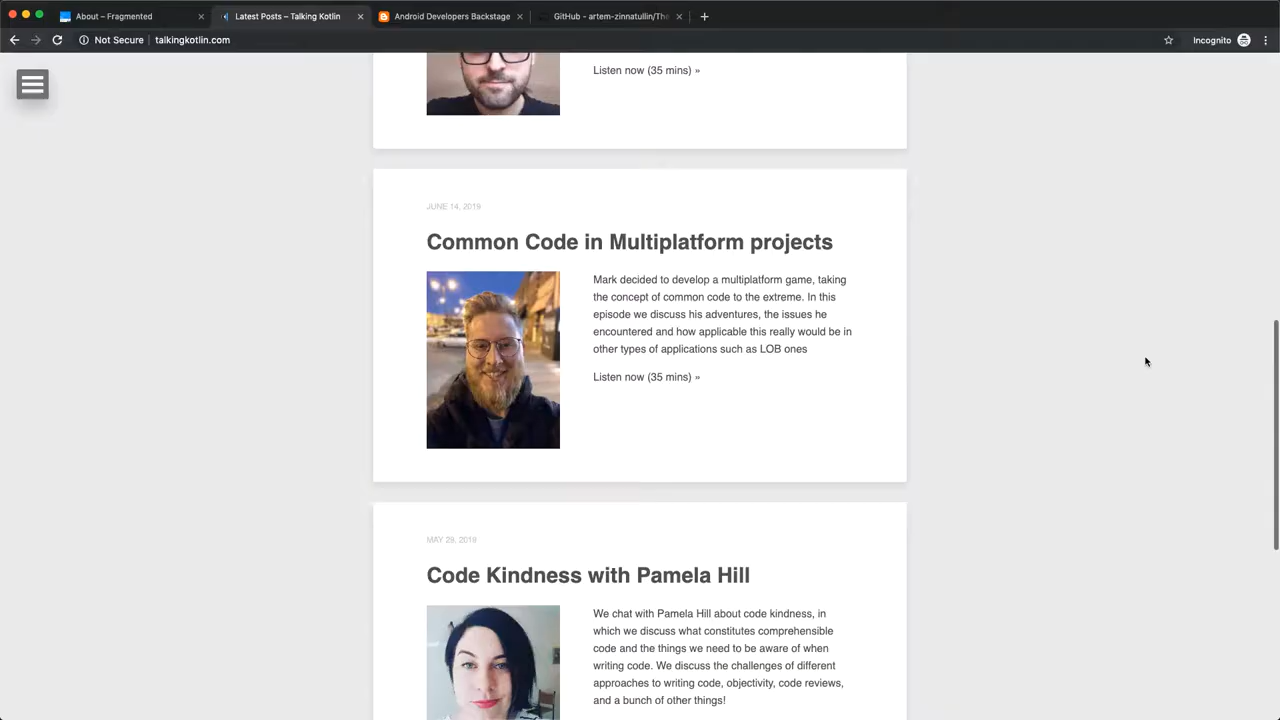 About – Fragmented
Latest Posts – Talking Kotlin
Android Developers Backstage
GitHub - artem-zinnatullin/The
Not Secure
talkingkotlin.com
Incognito
Listen now (35 mins) »
JUNE 14, 2019
Common Code in Multiplatform projects
Mark decided to develop a multiplatform game, taking
the concept of common code to the extreme. In this
episode we discuss his adventures, the issues he
encountered and how applicable this really would be in
other types of applications such as LOB ones
Listen now (35 mins) »
MAY 29, 2019
Code Kindness with Pamela Hill
We chat with Pamela Hill about code kindness, in
which we discuss what constitutes comprehensible
code and the things we need to be aware of when
writing code. We discuss the challenges of different
approaches to writing code, objectivity, code reviews,
and a bunch of other things!